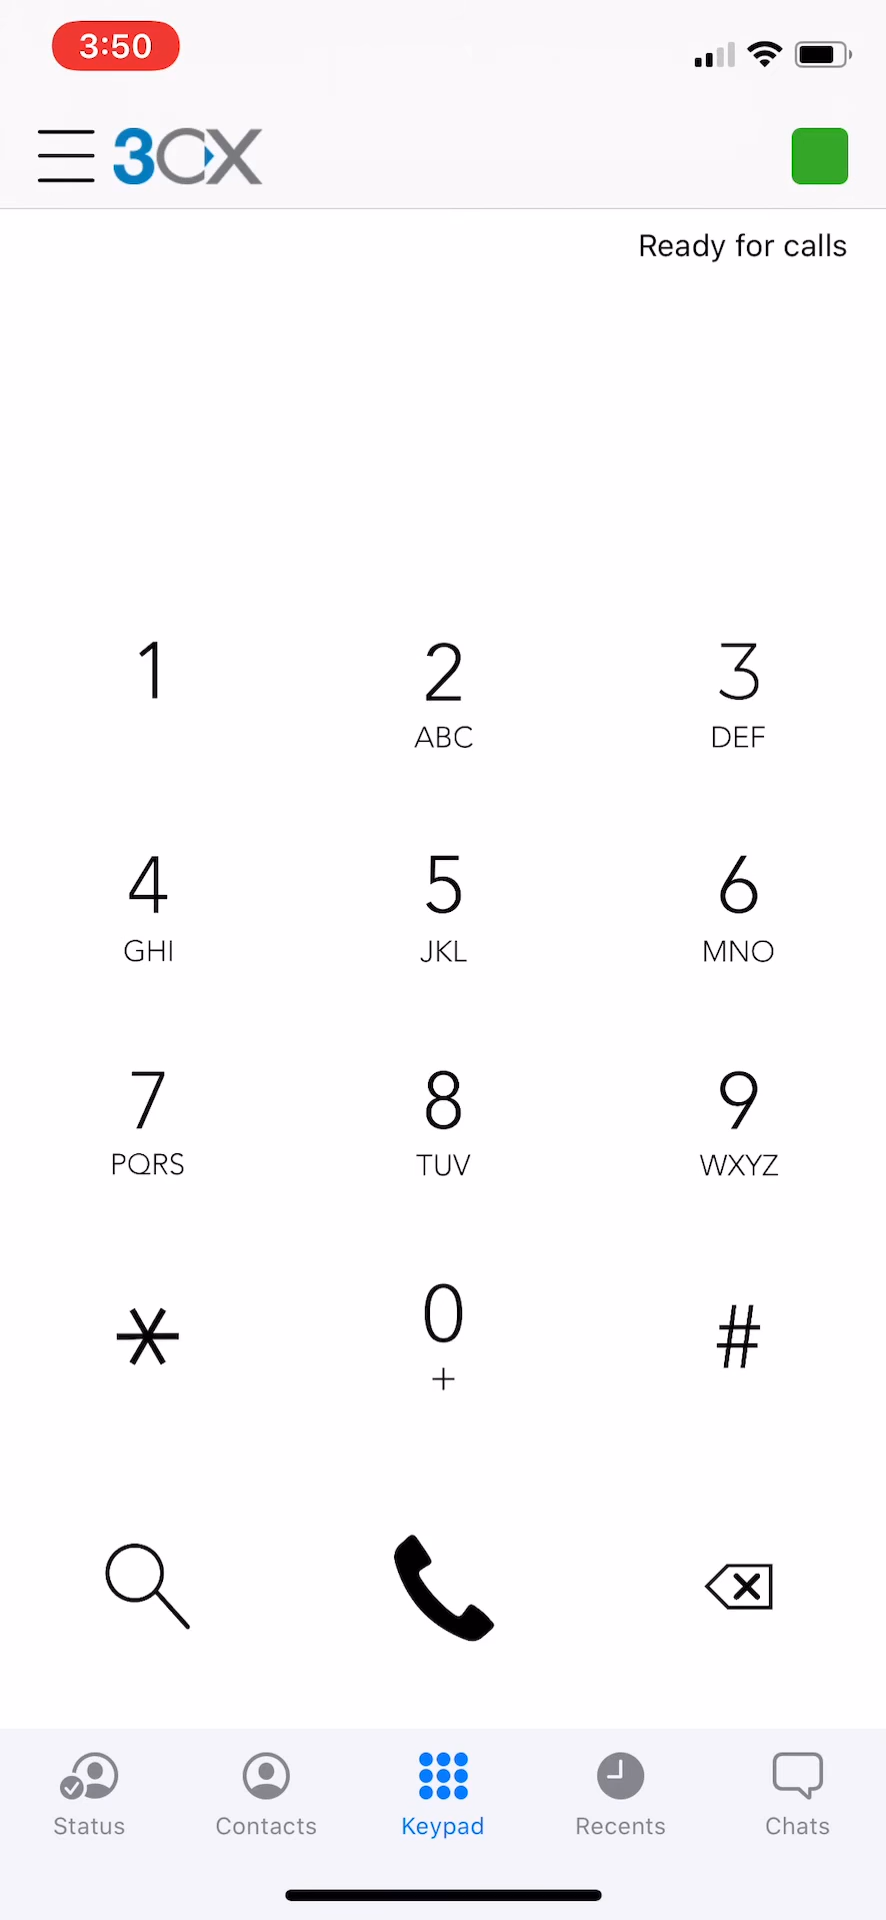 3:50
3CX
Ready for calls
1
2
3
ABC
DEF
4
5
6
GHI
JKL
MNO
7
8
9
PQRS
TUV
WXYZ
*
0
#
+
Status
Contacts
Keypad
Recents
Chats